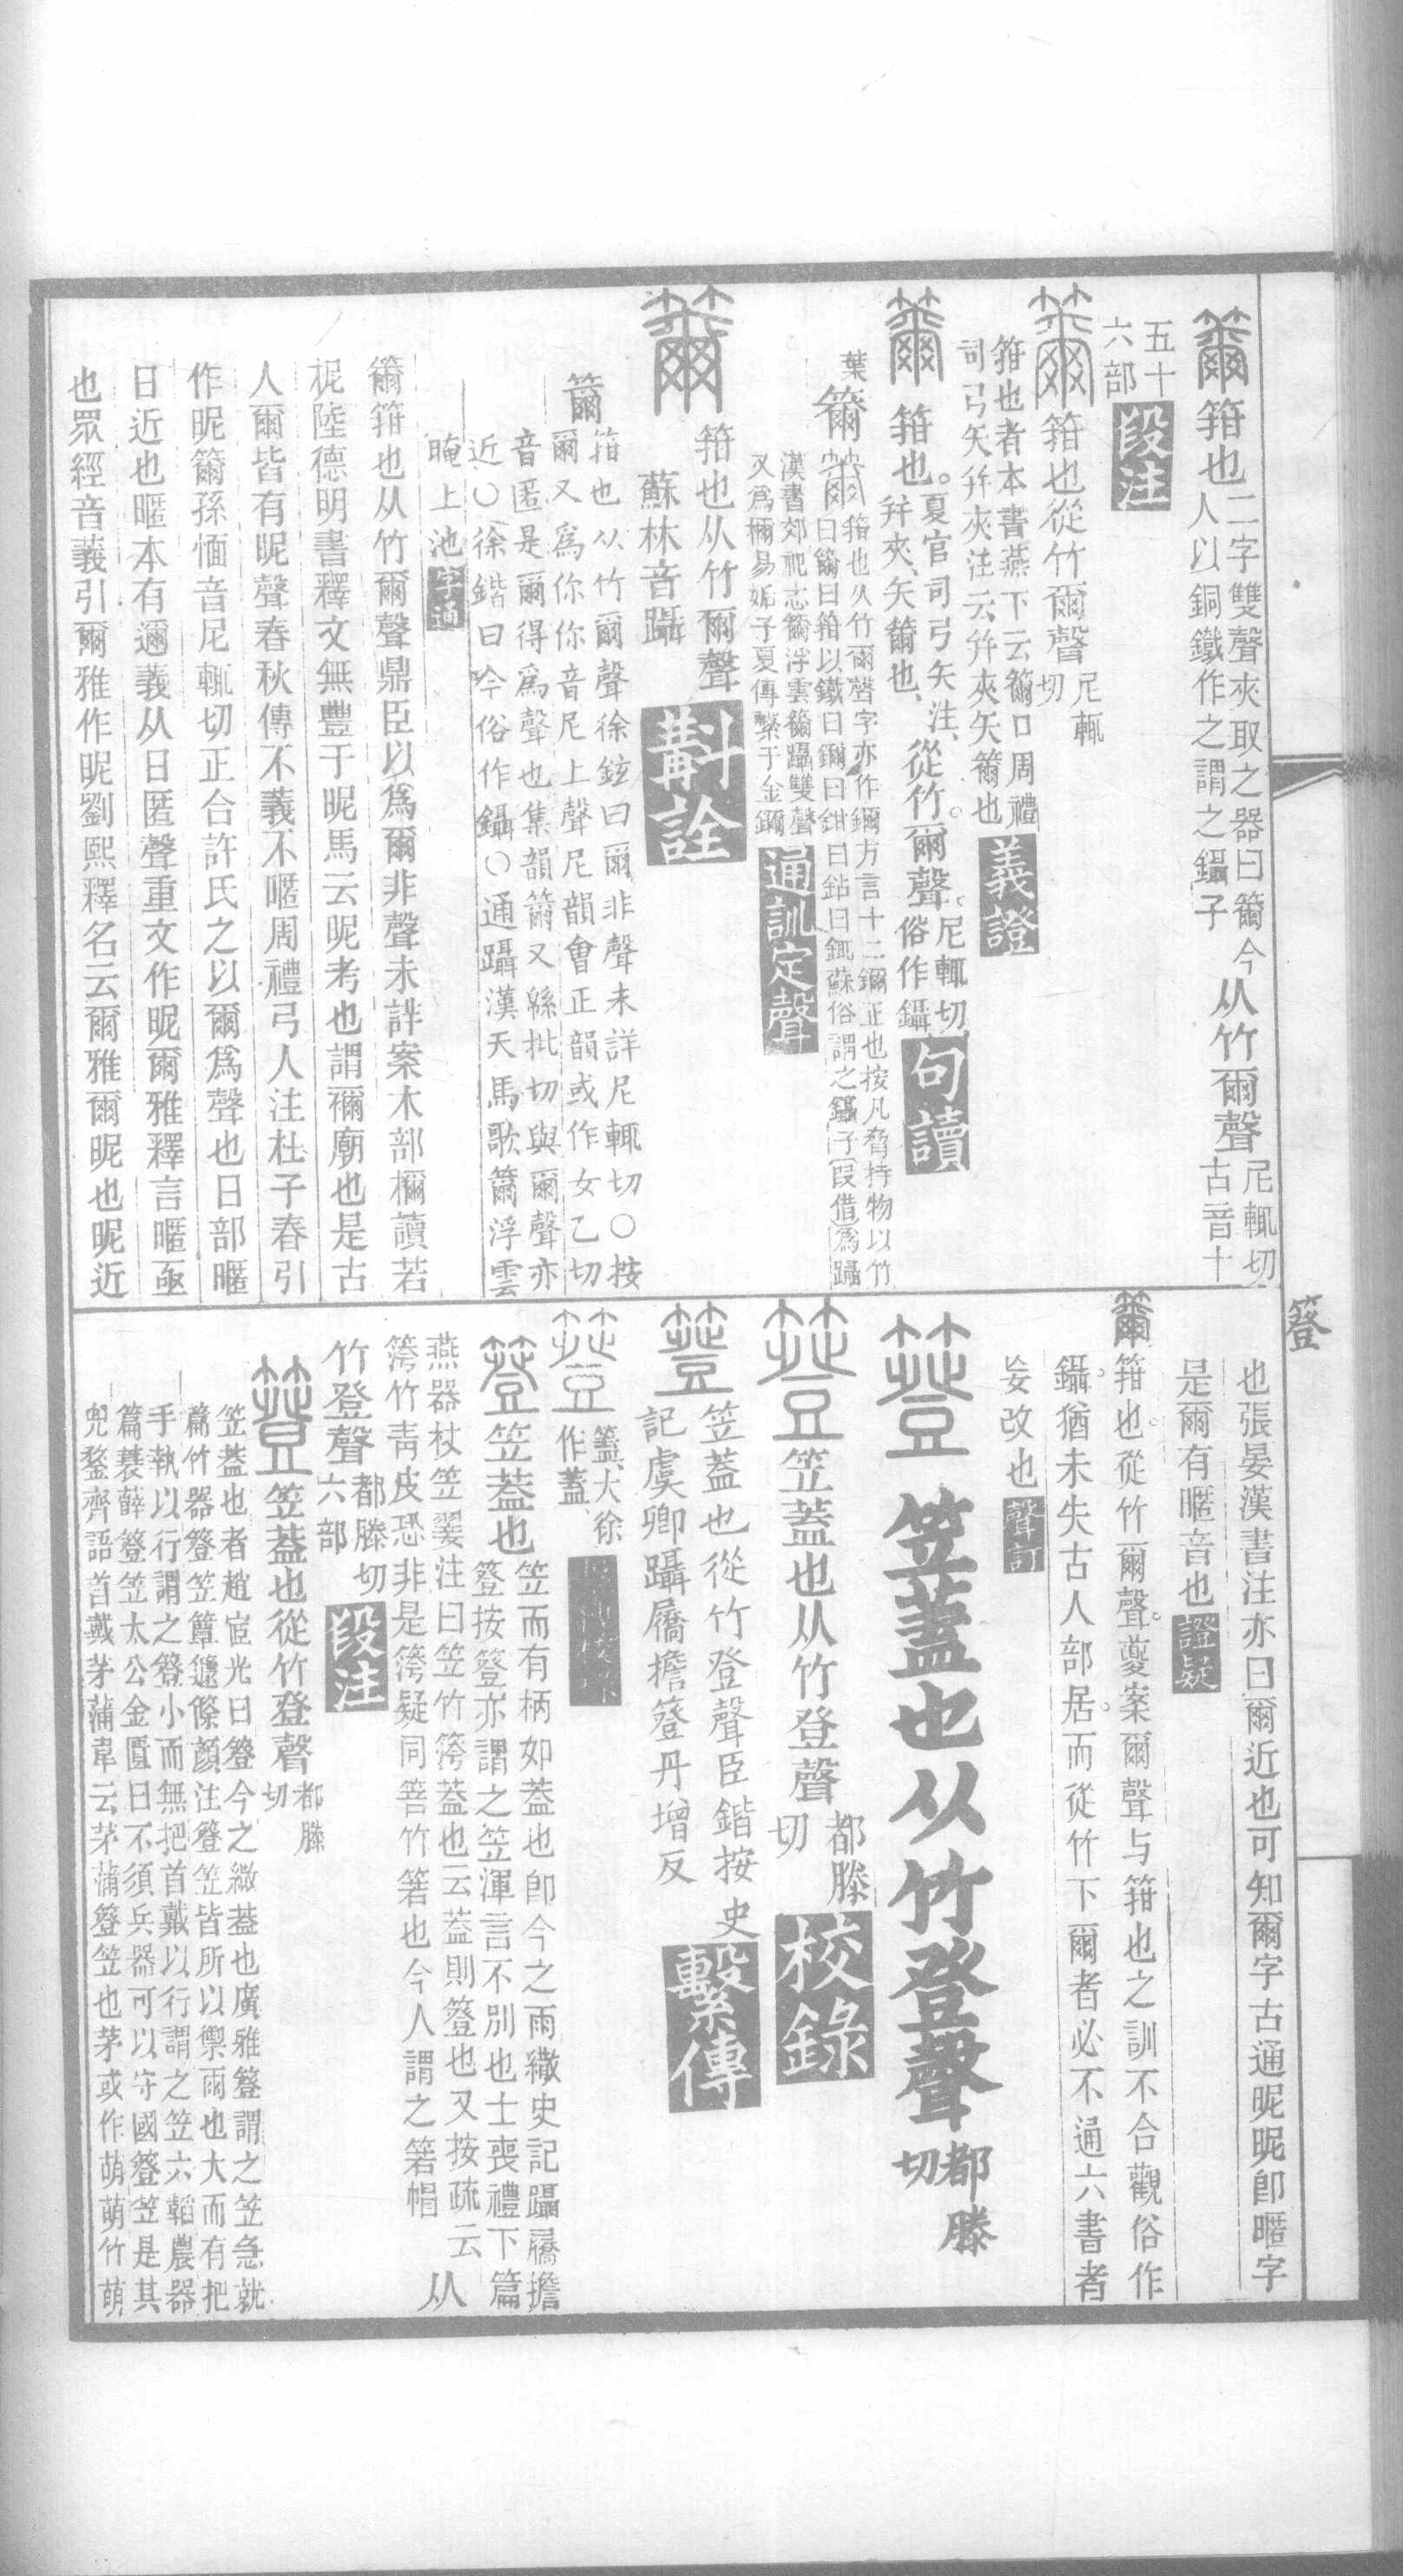 籋箝也二字雙聲夾取之器曰籋今
人以銅鐵作之謂之鑷子
从竹爾聲尼輒切
古音十
五十
六部段注
籋箝也從竹爾聲尼輒
切
箝也者本書燕下云籋口周禮
司弓矢幷夾注云幷夾矢籋也義證
籋箝也。夏官司弓矢注、
幷夾、矢籋也、從竹爾聲。尼輒切
俗作鑷句讀
葉
籋箝也从竹爾聲字亦作鑈方言十二鑈正也按凡脅持物以竹
曰籋曰箝以鐵曰鑈曰鉗曰鉆曰銸蘇俗謂之鑷子叚借爲躡
漢書郊祀志籋浮雲籋躡雙聲
又爲檷易姤子夏傳繫于金鑈通訓定聲
籋箝也从竹爾聲
蘇林音躡斠詮
籋箝也从竹爾聲徐鉉曰爾非聲未詳尼輒切○按
爾又爲你你音尼上聲尼韻會正韻或作女乙切
音匿是爾得爲聲也集韻籋又緜批切與爾聲亦
近○徐鍇曰今俗作鑷○通躡漢天馬歌籋浮雲
晻上池字通
籋箝也从竹爾聲鼎臣以爲爾非聲未詳案木部檷讀若
柅陸德明書釋文無豐于昵馬云昵考也謂禰廟也是古
人爾皆有昵聲春秋傳不義不䵒周禮弓人注杜子春引
作昵籋孫愐音尼輒切正合許氏之以爾爲聲也日部暱
日近也暱本有邇義从日匿聲重文作昵爾雅釋言暱亟
也眾經音義引爾雅作昵劉熙釋名云爾雅爾昵也昵近
簦
也張晏漢書注亦曰爾近也可知爾字古通昵昵卽暱字
是爾有暱音也證疑
籋箝也。從竹爾聲。夔案爾聲与箝也之訓不合觀俗作
鑷。猶未失古人部居。而從竹下爾者必不通六書者
妄改也聲訂
簦笠蓋也从竹登聲都滕
切
簦笠蓋也从竹登聲都滕
切校錄
簦笠蓋也從竹登聲臣鍇按史
記虞卿躡屩擔簦丹增反繫傳
簦簦大徐
作蓋
簦笠蓋也笠而有柄如蓋也卽今之雨繖史記躡屩擔
簦按簦亦謂之笠渾言不別也士喪禮下篇
燕器杖笠翣注曰笠竹䈄蓋也云蓋則簦也又按疏云
䈄竹靑皮恐非是䈄疑同䇭竹箬也今人謂之箬帽从
竹登聲都滕切
六部段注
簦笠蓋也從竹登聲都滕
切
笠蓋也者趙宧光曰簦今之繖蓋也廣雅簦謂之笠急就
篇竹器簦笠簟籧篨顏注簦笠皆所以禦雨也大而有把
手執以行謂之簦小而無把首戴以行謂之笠六韜農器
篇蓑薛簦笠太公金匱曰不須兵器可以守國簦笠是其
兜鍪齊語首戴茅蒲韋云茅蒲簦笠也茅或作萌萌竹萌